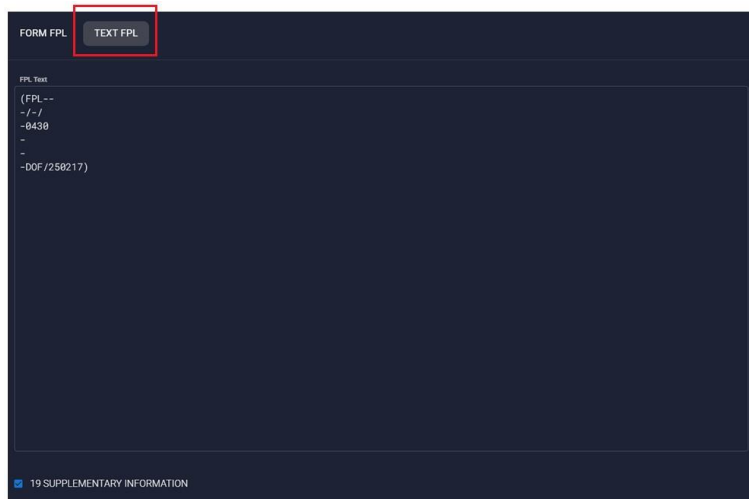 FORM FPL TEXT FPL
FPL Text
(FPL--
-/-/
-0430
-
-
-DOF/250217)
19 SUPPLEMENTARY INFORMATION